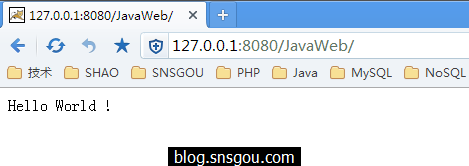 127.0.0.1:8080/JavaWeb/
127.0.0.1:8080/JavaWeb/
技术 SHAO SNSGOU PHP Java MySQL NoSQL
Hello World !
blog.snsgou.com